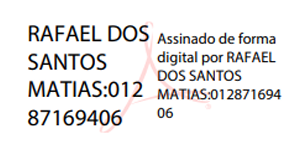 RAFAEL DOS
SANTOS
MATIAS:012
87169406
Assinado de forma
digital por RAFAEL
DOS SANTOS
MATIAS:012871694
06